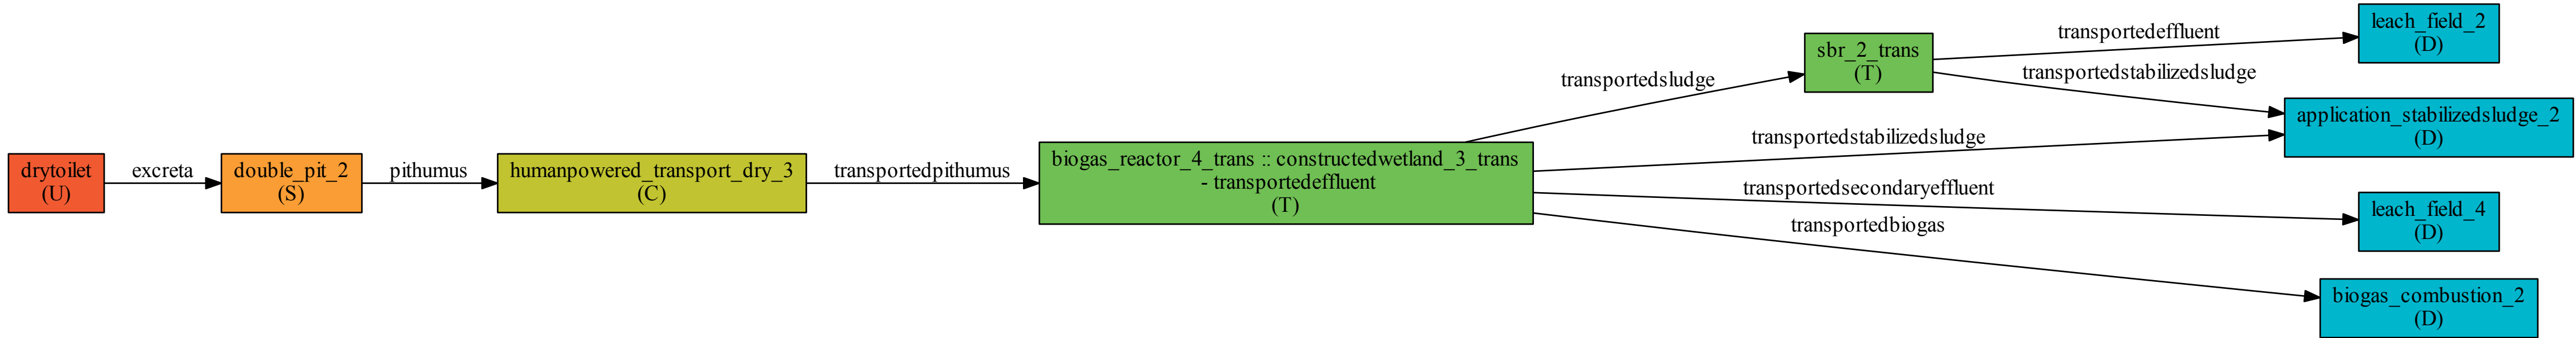 drytoilet
(U)
excreta
double_pit_2
(S)
pithumus
humanpowered_transport_dry_3
(C)
transportedpithumus
biogas_reactor_4_trans :: constructedwetland_3_trans
- transportedeffluent
(T)
transportedsludge
transportedstabilizedsludge
transportedsecondaryeffluent
transportedbiogas
sbr_2_trans
(T)
transportedeffluent
transportedstabilizedsludge
leach_field_2
(D)
application_stabilizedsludge_2
(D)
leach_field_4
(D)
biogas_combustion_2
(D)